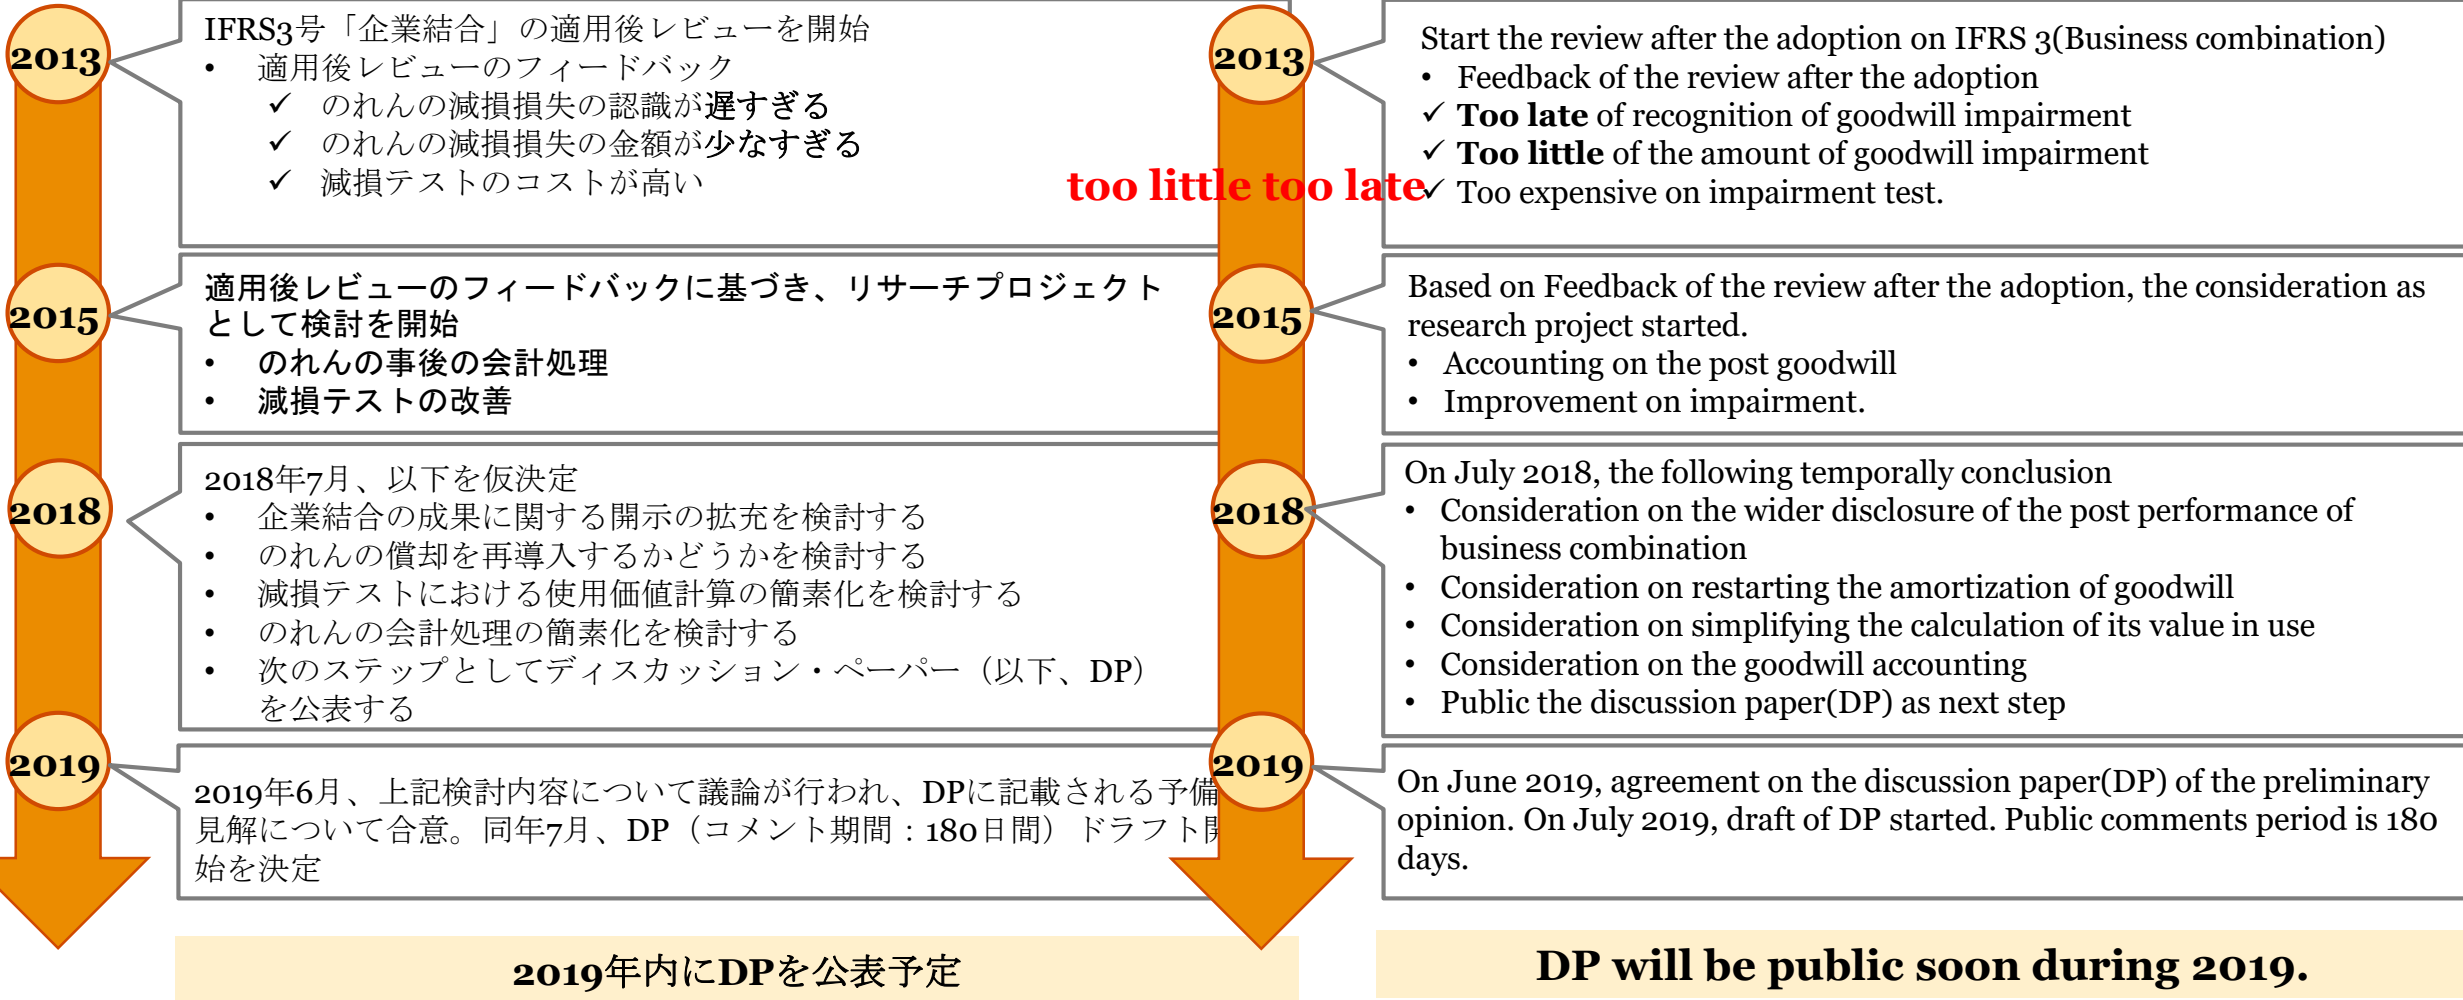 2013
IFRS3号「企業結合」の適用後レビューを開始
• 適用後レビューのフィードバック
✓ のれんの減損損失の認識が遅すぎる
✓ のれんの減損損失の金額が少なすぎる
✓ 減損テストのコストが高い
2015
適用後レビューのフィードバックに基づき、リサーチプロジェクト
として検討を開始
• のれんの事後の会計処理
• 減損テストの改善
2018
2018年7月、以下を仮決定
• 企業結合の成果に関する開示の拡充を検討する
• のれんの償却を再導入するかどうかを検討する
• 減損テストにおける使用価値計算の簡素化を検討する
• のれんの会計処理の簡素化を検討する
• 次のステップとしてディスカッション・ペーパー（以下、DP）
を公表する
2019
2019年6月、上記検討内容について議論が行われ、DPに記載される予備
見解について合意。同年7月、DP（コメント期間：180日間）ドラフト開
始を決定
2019年内にDPを公表予定
too little too late
2013
Start the review after the adoption on IFRS 3(Business combination)
• Feedback of the review after the adoption
✓ Too late of recognition of goodwill impairment
✓ Too little of the amount of goodwill impairment
✓ Too expensive on impairment test.
2015
Based on Feedback of the review after the adoption, the consideration as
research project started.
• Accounting on the post goodwill
• Improvement on impairment.
2018
On July 2018, the following temporally conclusion
• Consideration on the wider disclosure of the post performance of
business combination
• Consideration on restarting the amortization of goodwill
• Consideration on simplifying the calculation of its value in use
• Consideration on the goodwill accounting
• Public the discussion paper(DP) as next step
2019
On June 2019, agreement on the discussion paper(DP) of the preliminary
opinion. On July 2019, draft of DP started. Public comments period is 180
days.
DP will be public soon during 2019.